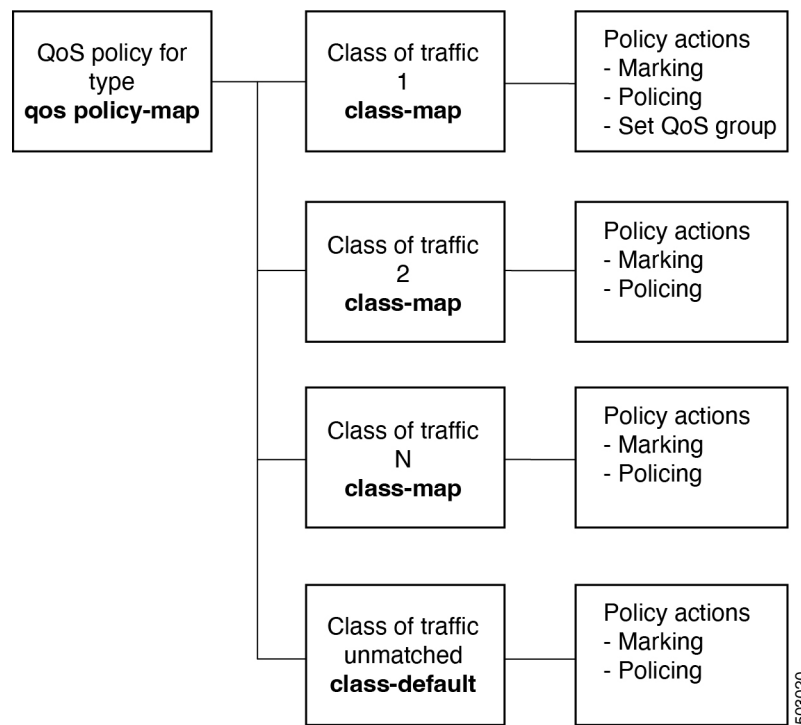 QoS policy for
type
qos policy-map
Class of traffic
1
class-map
Policy actions
- Marking
- Policing
- Set QoS group
Class of traffic
2
class-map
Policy actions
- Marking
- Policing
Class of traffic
N
class-map
Policy actions
- Marking
- Policing
Class of traffic
unmatched
class-default
Policy actions
- Marking
- Policing